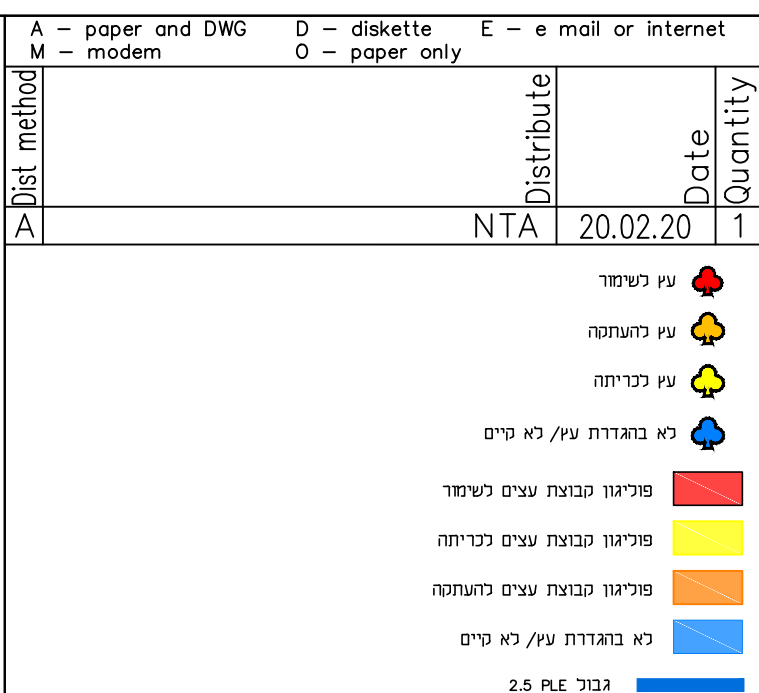 A – paper and DWG D – diskette E – e mail or internet
M – modem O – paper only
Dist method Distribute Date Quantity
A NTA 20.02.20 1
עץ לשימור
עץ להעתקה
עץ לכריתה
לא בהגדרת עץ/ לא קיים
פוליגון קבוצת עצים לשימור
פוליגון קבוצת עצים לכריתה
פוליגון קבוצת עצים להעתקה
לא בהגדרת עץ/ לא קיים
גבול 2.5 PLE